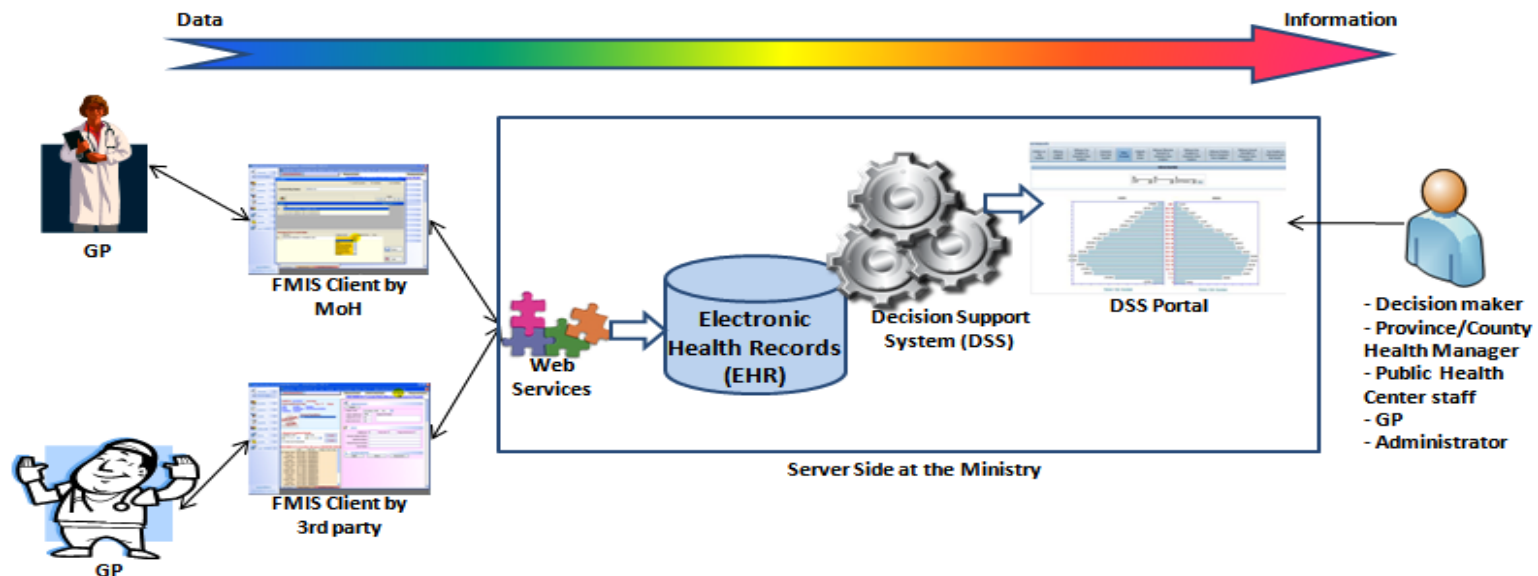 Data
Information
GP
FMIS Client by
MoH
GP
FMIS Client by
3rd party
Web
Services
Electronic
Health Records
(EHR)
Decision Support
System (DSS)
DSS Portal
Server Side at the Ministry
- Decision maker
- Province/County
Health Manager
- Public Health
Center staff
- GP
- Administrator